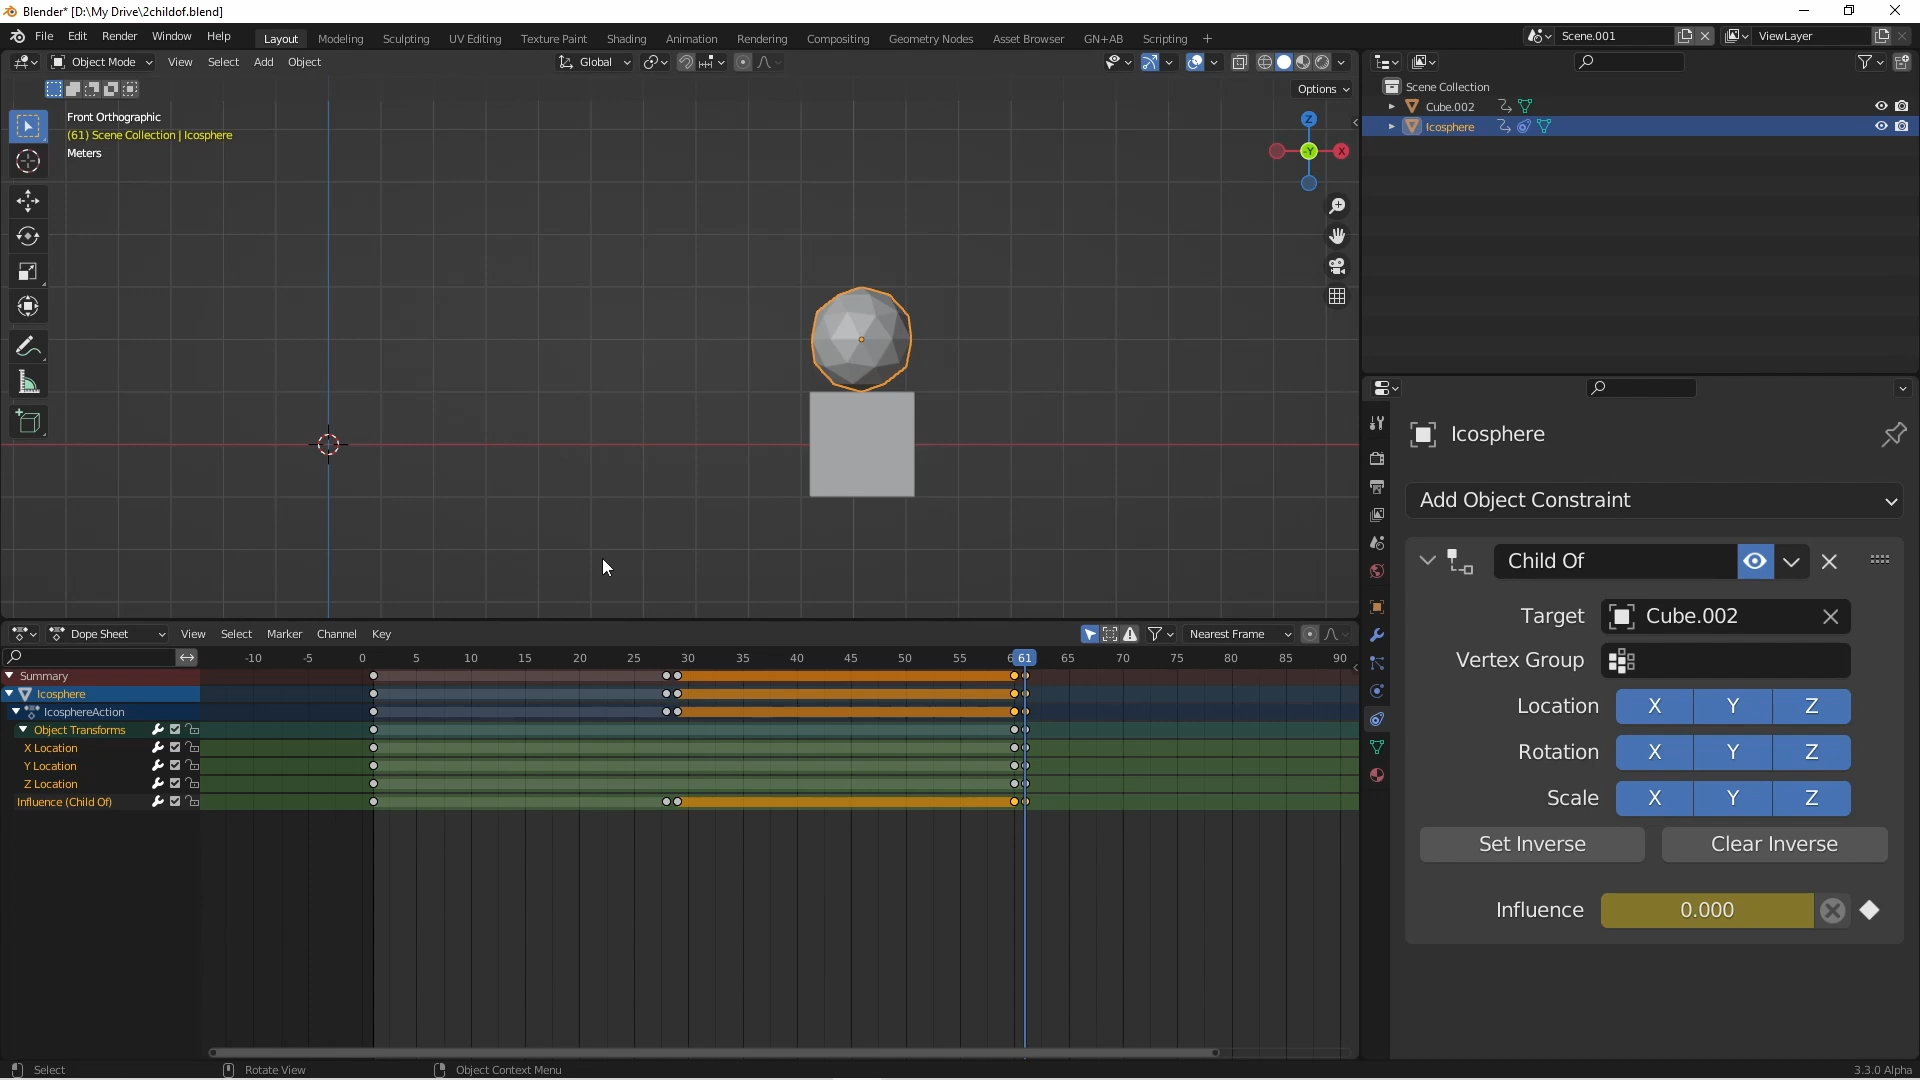 Blender* [D:\My Drive\2childof.blend]
File Edit Render Window Help Layout Modeling Sculpting UV Editing Texture Paint Shading Animation Rendering Compositing Geometry Nodes Asset Browser GN+AB Scripting + Scene.001 ViewLayer
Object Mode View Select Add Object Global
Options
Front Orthographic
(61) Scene Collection | Icosphere
Meters
Z
-Y X
Scene Collection
Cube.002
Icosphere
Icosphere
Add Object Constraint
Child Of
Target Cube.002
Vertex Group
Location X Y Z
Rotation X Y Z
Scale X Y Z
Set Inverse Clear Inverse
Influence 0.000
Dope Sheet View Select Marker Channel Key Nearest Frame
-10 -5 0 5 10 15 20 25 30 35 40 45 50 55 61 65 70 75 80 85 90
Summary
Icosphere
IcosphereAction
Object Transforms
X Location
Y Location
Z Location
Influence (Child Of)
Select Rotate View Object Context Menu 3.3.0 Alpha